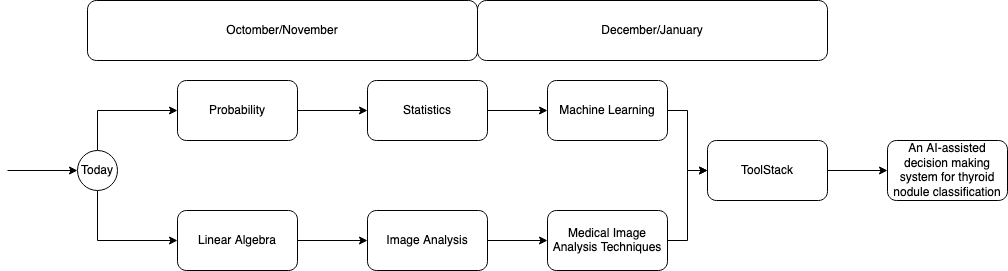 Octomber/November
December/January
Probability
Statistics
Machine Learning
Today
ToolStack
An AI-assisted
decision making
system for thyroid
nodule classification
Linear Algebra
Image Analysis
Medical Image
Analysis Techniques